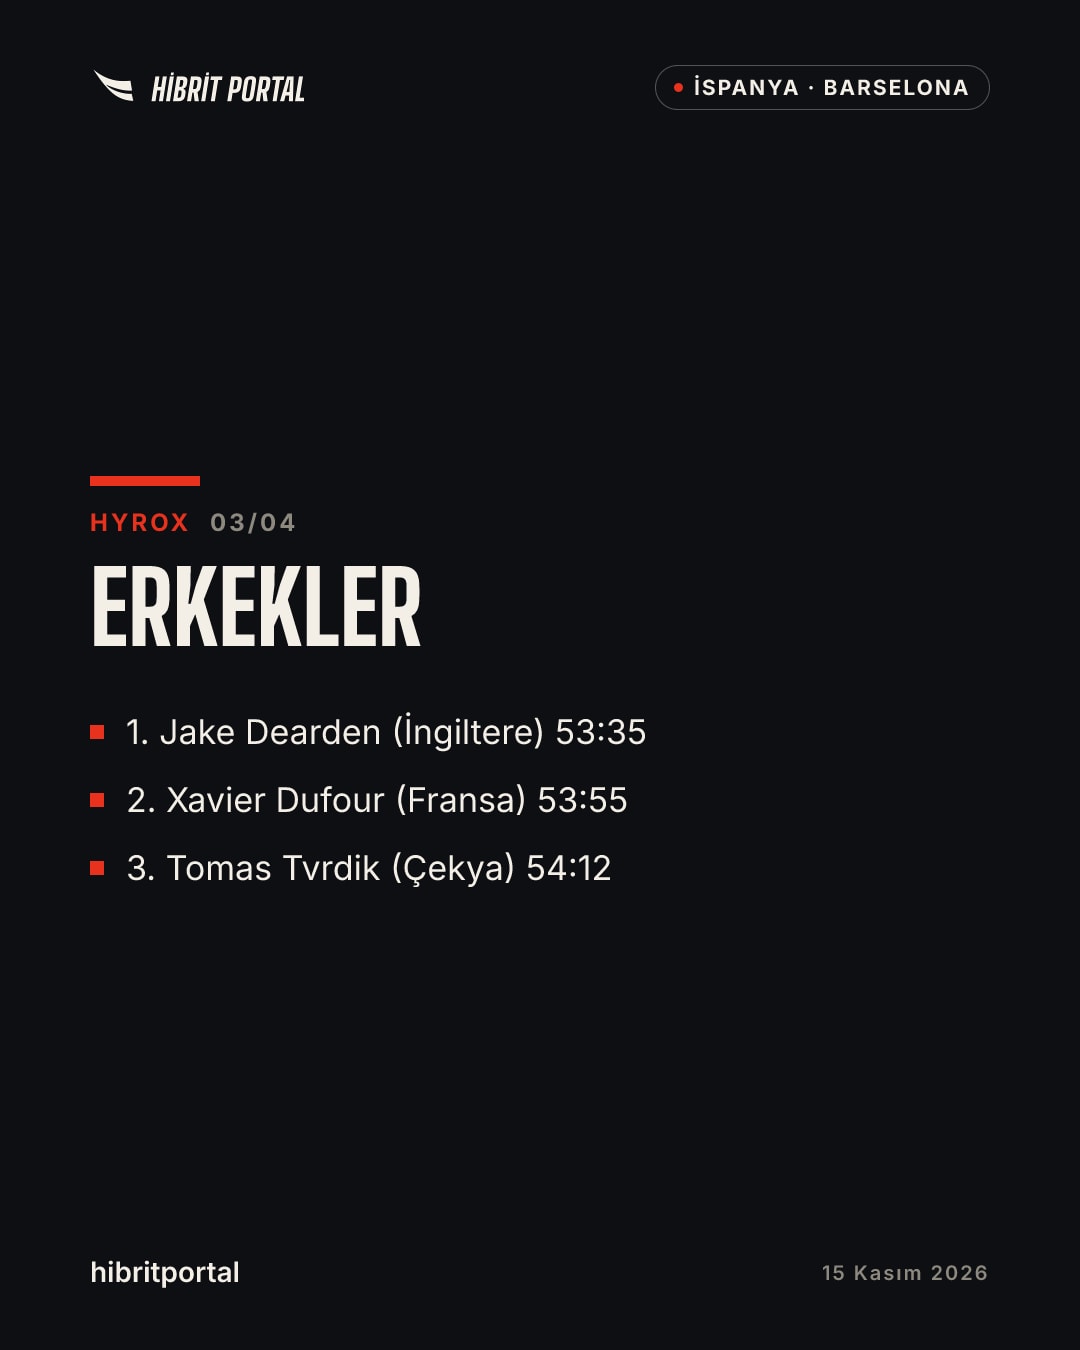 HİBRİT PORTAL
İSPANYA · BARSELONA
HYROX 03/04
ERKEKLER
1. Jake Dearden (İngiltere) 53:35
2. Xavier Dufour (Fransa) 53:55
3. Tomas Tvrdik (Çekya) 54:12
hibritportal
15 Kasım 2026